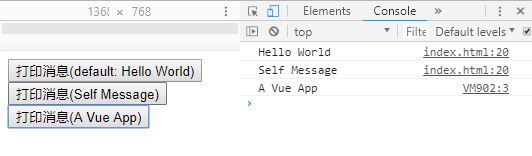 1368 × 768
Elements Console
top Filte Default levels
打印消息(default: Hello World)
打印消息(Self Message)
打印消息(A Vue App)
Hello World index.html:20
Self Message index.html:20
A Vue App VM902:3